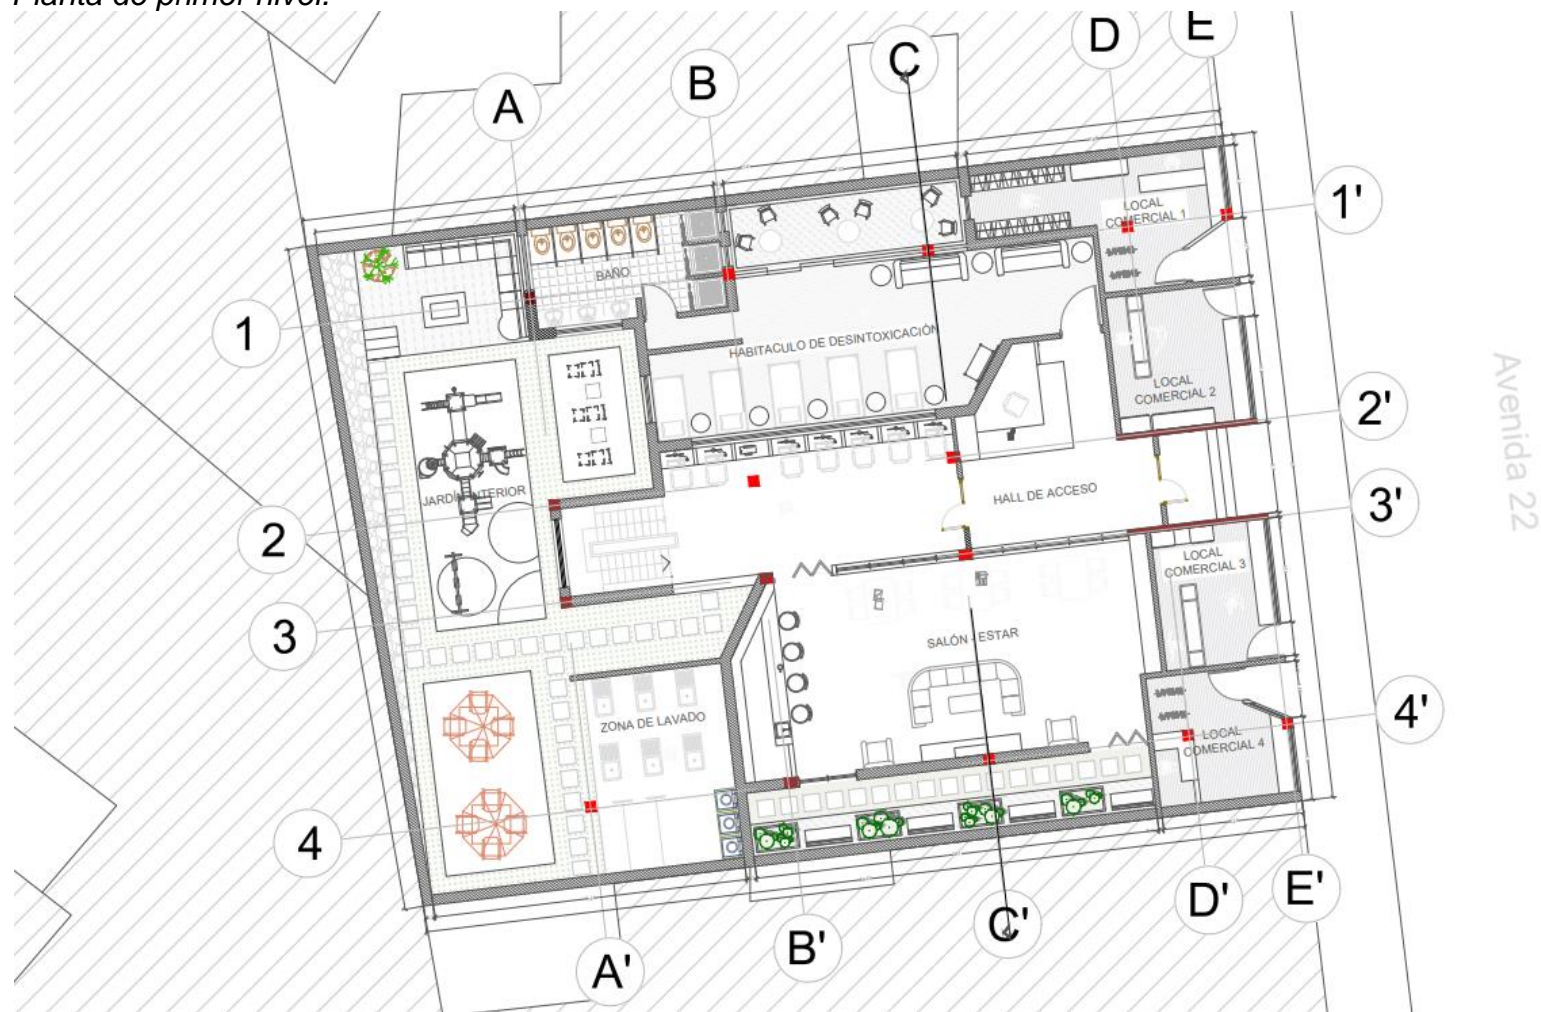 Planta de primer nivel.
E
D
C
B
A
1'
LOCAL
COMERCIAL 1
BAÑO
1
HABITACULO DE DESINTOXICACIÓN
LOCAL
COMERCIAL 2
2'
Avenida 22
JARDÍN INTERIOR
HALL DE ACCESO
3'
2
LOCAL
COMERCIAL 3
3
SALÓN - ESTAR
ZONA DE LAVADO
LOCAL
COMERCIAL 4
4'
4
E'
D'
C'
B'
A'